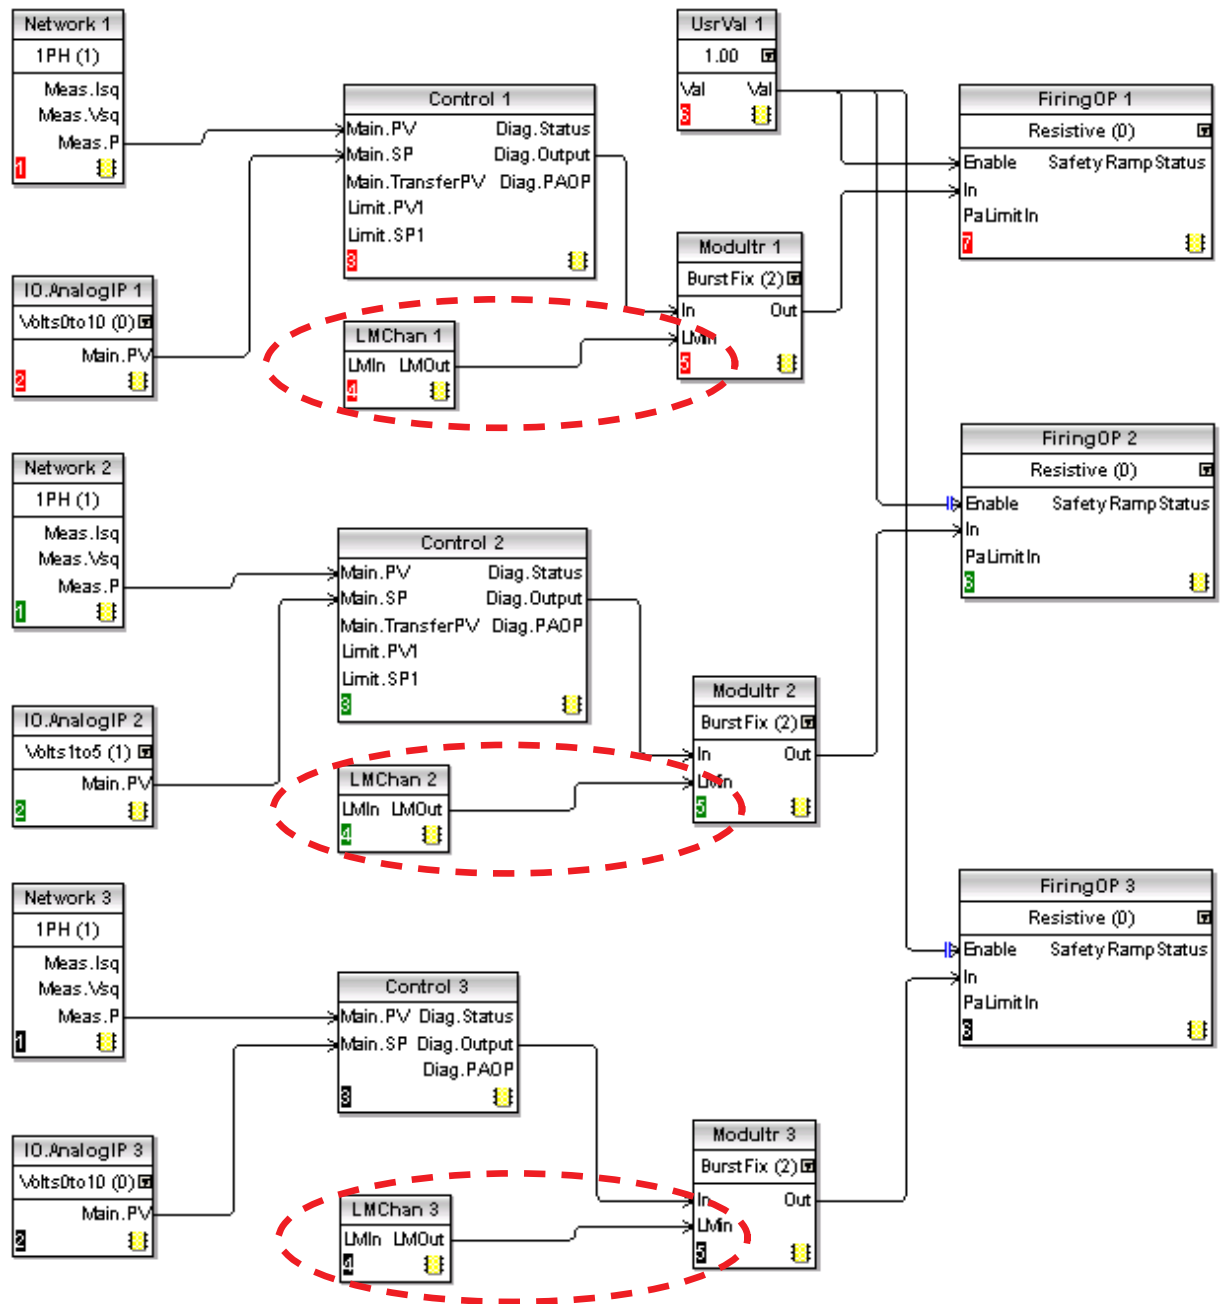 Network 1
1PH (1)
Meas.Isq
Meas.Vsq
Meas.P
1
IO.AnalogIP 1
Volts0to10 (0)
Main.PV
2
Control 1
Main.PV Diag.Status
Main.SP Diag.Output
Main.TransferPV Diag.PAOP
Limit.PV1
Limit.SP1
3
LMChan 1
LMIn LMOut
4
UsrVal 1
1.00
Val Val
6
Modultr 1
BurstFix (2)
In Out
LMIn
5
FiringOP 1
Resistive (0)
Enable Safety Ramp Status
In
PaLimitIn
7
Network 2
1PH (1)
Meas.Isq
Meas.Vsq
Meas.P
1
IO.AnalogIP 2
Volts1to5 (1)
Main.PV
2
Control 2
Main.PV Diag.Status
Main.SP Diag.Output
Main.TransferPV Diag.PAOP
Limit.PV1
Limit.SP1
3
LMChan 2
LMIn LMOut
4
Modultr 2
BurstFix (2)
In Out
LMIn
5
FiringOP 2
Resistive (0)
Enable Safety Ramp Status
In
PaLimitIn
6
Network 3
1PH (1)
Meas.Isq
Meas.Vsq
Meas.P
1
IO.AnalogIP 3
Volts0to10 (0)
Main.PV
2
Control 3
Main.PV Diag.Status
Main.SP Diag.Output
Diag.PAOP
3
LMChan 3
LMIn LMOut
4
Modultr 3
BurstFix (2)
In Out
LMIn
5
FiringOP 3
Resistive (0)
Enable Safety Ramp Status
In
PaLimitIn
6